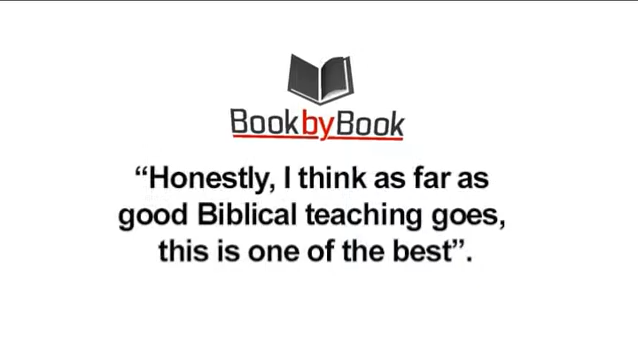 BookbyBook
“Honestly, I think as far as
good Biblical teaching goes,
this is one of the best”.